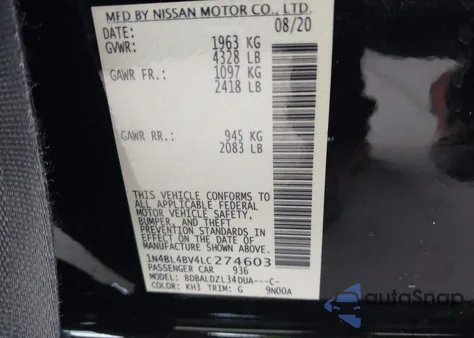 MFD BY NISSAN MOTOR CO., LTD.
DATE: 08/20
GVWR: 1963 KG
4328 LB
GAWR FR.: 1097 KG
2418 LB
GAWR RR.: 945 KG
2083 LB
THIS VEHICLE CONFORMS TO
ALL APPLICABLE FEDERAL
MOTOR VEHICLE SAFETY,
BUMPER, AND THEFT
PREVENTION STANDARDS IN
EFFECT ON THE DATE OF
MANUFACTURE SHOWN ABOVE.
1N4BL4BV4LC274603
PASSENGER CAR 936
MODEL: BDBALDZL34DUA---C-
COLOR: KH3 TRIM: G 9N00A
autoSnap